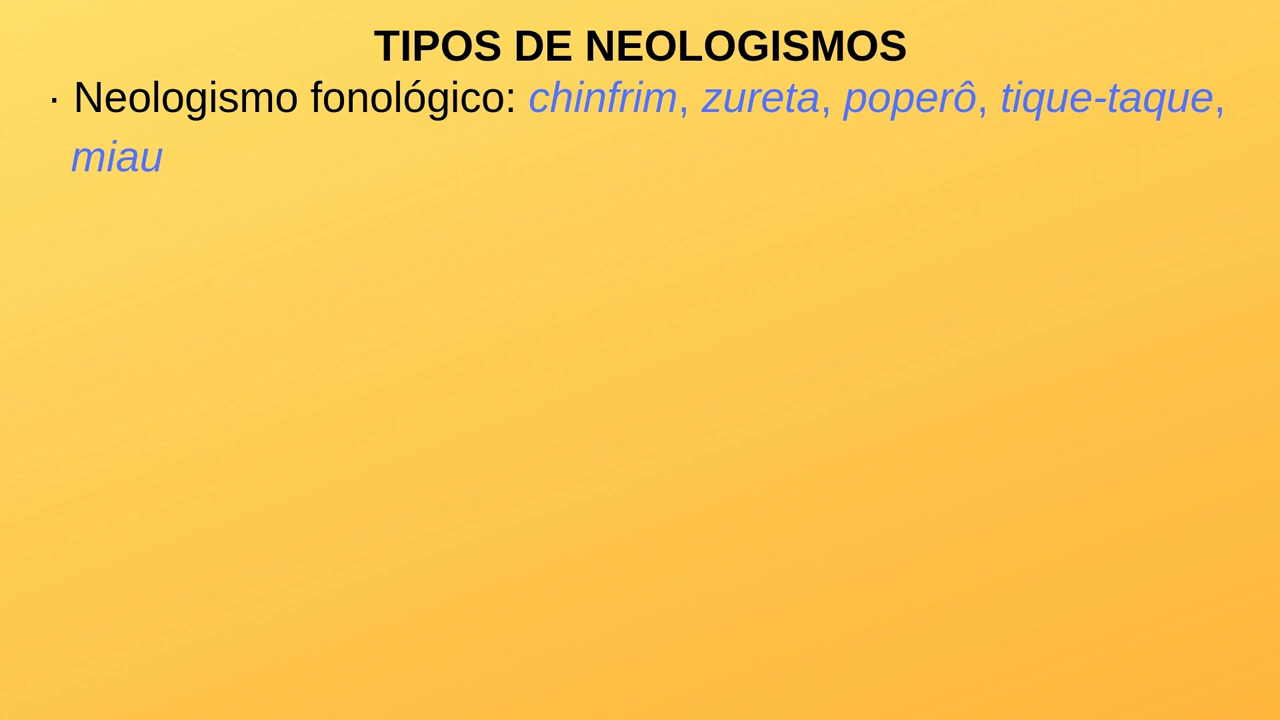 TIPOS DE NEOLOGISMOS
· Neologismo fonológico: chinfrim, zureta, poperô, tique-taque,
miau